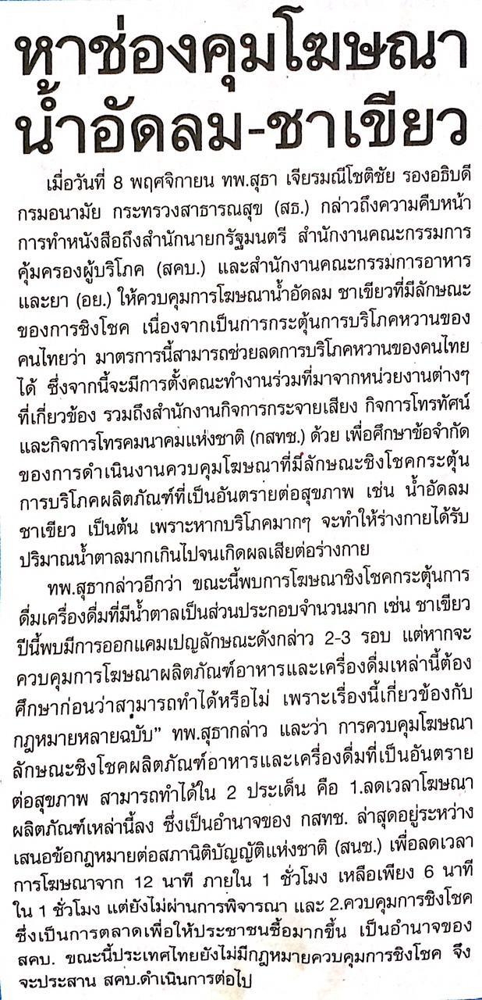 หาช่องคุมโฆษณา
น้ำอัดลม-ชาเขียว
เมื่อวันที่ 8 พฤศจิกายน ทพ.สุธา เจียรมณีโชติชัย รองอธิบดี
กรมอนามัย กระทรวงสาธารณสุข (สธ.) กล่าวถึงความคืบหน้า
การทำหนังสือถึงสำนักนายกรัฐมนตรี สำนักงานคณะกรรมการ
คุ้มครองผู้บริโภค (สคบ.) และสำนักงานคณะกรรมการอาหาร
และยา (อย.) ให้ควบคุมการโฆษณาน้ำอัดลม ชาเขียวที่มีลักษณะ
ของการชิงโชค เนื่องจากเป็นการกระตุ้นการบริโภคหวานของ
คนไทยว่า มาตรการนี้สามารถช่วยลดการบริโภคหวานของคนไทย
ได้ ซึ่งจากนี้จะมีการตั้งคณะทำงานร่วมที่มาจากหน่วยงานต่างๆ
ที่เกี่ยวข้อง รวมถึงสำนักงานกิจการกระจายเสียง กิจการโทรทัศน์
และกิจการโทรคมนาคมแห่งชาติ (กสทช.) ด้วย เพื่อศึกษาข้อจำกัด
ของการดำเนินงานควบคุมโฆษณาที่มีลักษณะชิงโชคกระตุ้น
การบริโภคผลิตภัณฑ์ที่เป็นอันตรายต่อสุขภาพ เช่น น้ำอัดลม
ชาเขียว เป็นต้น เพราะหากบริโภคมากๆ จะทำให้ร่างกายได้รับ
ปริมาณน้ำตาลมากเกินไปจนเกิดผลเสียต่อร่างกาย
ทพ.สุธากล่าวอีกว่า ขณะนี้พบการโฆษณาชิงโชคกระตุ้นการ
ดื่มเครื่องดื่มที่มีน้ำตาลเป็นส่วนประกอบจำนวนมาก เช่น ชาเขียว
ปีนี้พบมีการออกแคมเปญลักษณะดังกล่าว 2-3 รอบ แต่หากจะ
ควบคุมการโฆษณาผลิตภัณฑ์อาหารและเครื่องดื่มเหล่านี้ต้อง
ศึกษาก่อนว่าสามารถทำได้หรือไม่ เพราะเรื่องนี้เกี่ยวข้องกับ
กฎหมายหลายฉบับ” ทพ.สุธากล่าว และว่า การควบคุมโฆษณา
ลักษณะชิงโชคผลิตภัณฑ์อาหารและเครื่องดื่มที่เป็นอันตราย
ต่อสุขภาพ สามารถทำได้ใน 2 ประเด็น คือ 1.ลดเวลาโฆษณา
ผลิตภัณฑ์เหล่านี้ลง ซึ่งเป็นอำนาจของ กสทช. ล่าสุดอยู่ระหว่าง
เสนอข้อกฎหมายต่อสภานิติบัญญัติแห่งชาติ (สนช.) เพื่อลดเวลา
การโฆษณาจาก 12 นาที ภายใน 1 ชั่วโมง เหลือเพียง 6 นาที
ใน 1 ชั่วโมง แต่ยังไม่ผ่านการพิจารณา และ 2.ควบคุมการชิงโชค
ซึ่งเป็นการตลาดเพื่อให้ประชาชนซื้อมากขึ้น เป็นอำนาจของ
สคบ. ขณะนี้ประเทศไทยยังไม่มีกฎหมายควบคุมการชิงโชค จึง
จะประสาน สคบ.ดำเนินการต่อไป